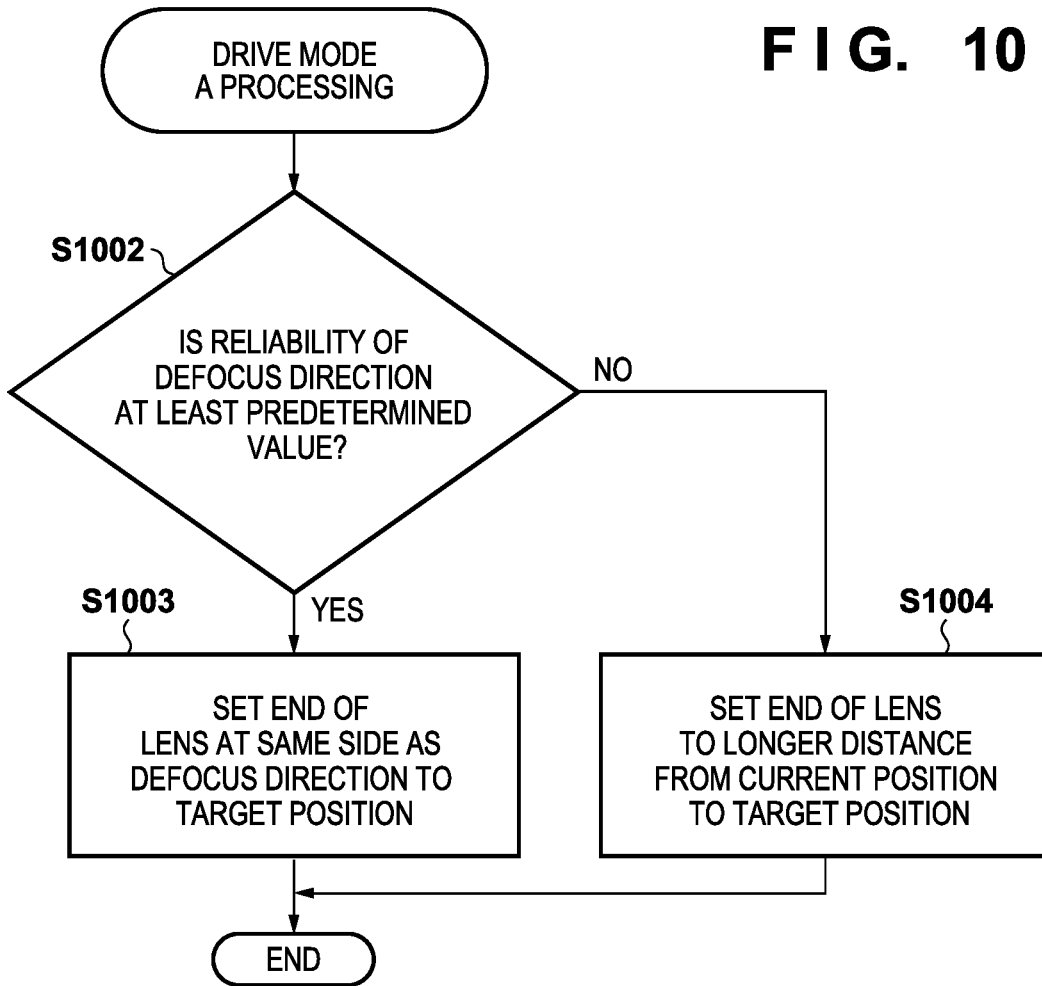 FIG. 10
DRIVE MODE
A PROCESSING
S1002
IS RELIABILITY OF
DEFOCUS DIRECTION
AT LEAST PREDETERMINED
VALUE?
NO
YES
S1003
SET END OF
LENS AT SAME SIDE AS
DEFOCUS DIRECTION TO
TARGET POSITION
S1004
SET END OF LENS
TO LONGER DISTANCE
FROM CURRENT POSITION
TO TARGET POSITION
END